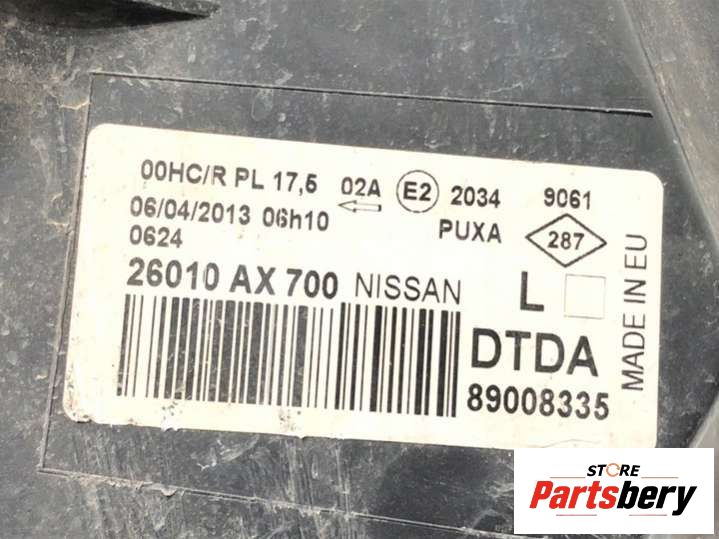 00HC/R PL 17,5 02A E2 2034 9061
06/04/2013 06h10 PUXA 287
0624
26010 AX 700 NISSAN L
DTDA
89008335
MADE IN EU
STORE
Partsbery